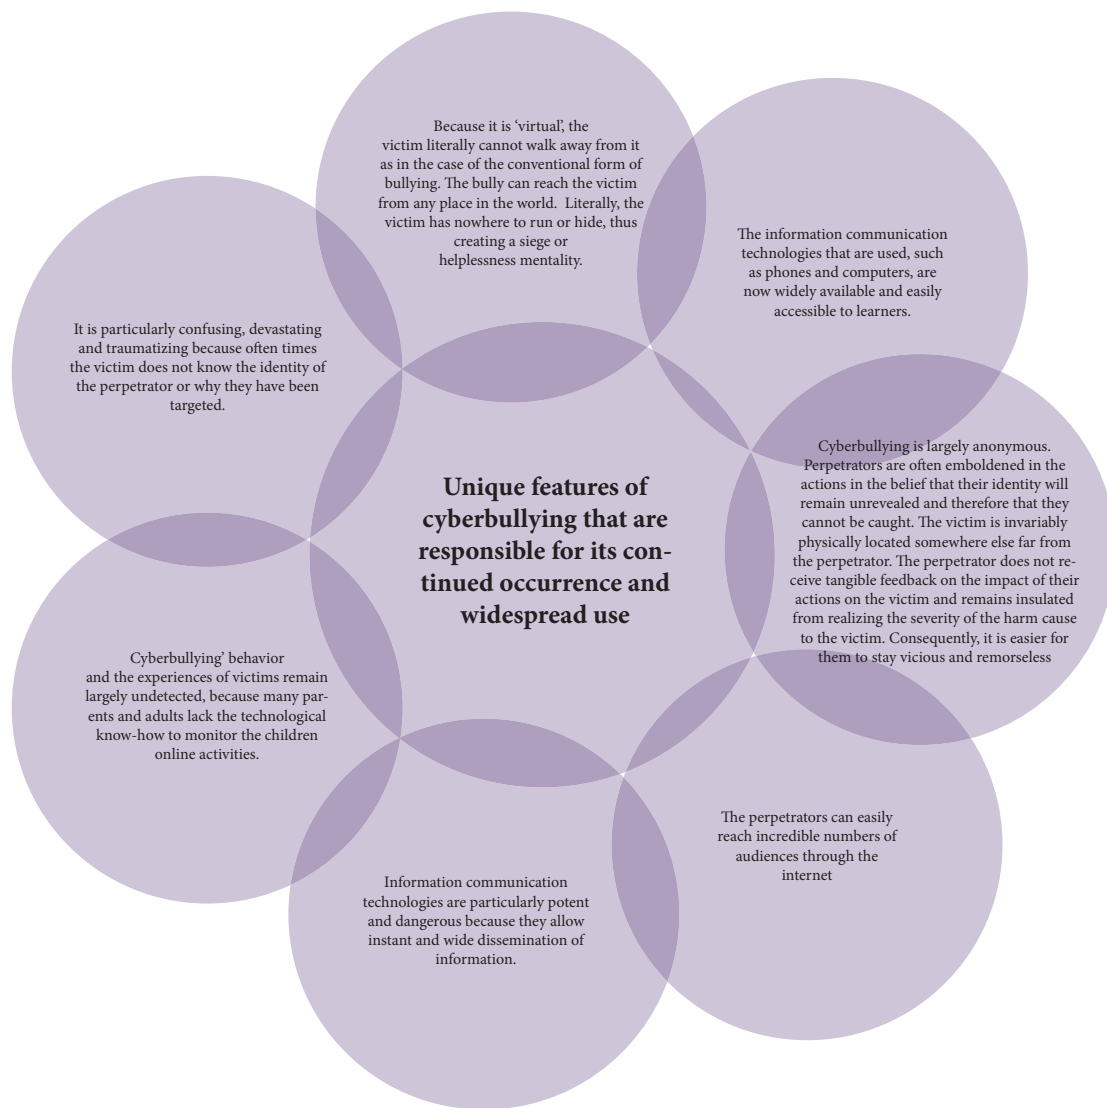 Because it is ‘virtual’, the
victim literally cannot walk away from it
as in the case of the conventional form of
bullying. The bully can reach the victim
from any place in the world.  Literally, the
victim has nowhere to run or hide, thus
creating a siege or
helplessness mentality.
The information communication
technologies that are used, such
as phones and computers, are
now widely available and easily
accessible to learners.
Cyberbullying is largely anonymous.
Perpetrators are often emboldened in the
actions in the belief that their identity will
remain unrevealed and therefore that they
cannot be caught. The victim is invariably
physically located somewhere else far from
the perpetrator. The perpetrator does not re-
ceive tangible feedback on the impact of their
actions on the victim and remains insulated
from realizing the severity of the harm cause
to the victim. Consequently, it is easier for
them to stay vicious and remorseless
The perpetrators can easily
reach incredible numbers of
audiences through the
internet
Information communication
technologies are particularly potent
and dangerous because they allow
instant and wide dissemination of
information.
Cyberbullying’ behavior
and the experiences of victims remain
largely undetected, because many par-
ents and adults lack the technological
know-how to monitor the children
online activities.
It is particularly confusing, devastating
and traumatizing because often times
the victim does not know the identity of
the perpetrator or why they have been
targeted.
Unique features of
cyberbullying that are
responsible for its con-
tinued occurrence and
widespread use